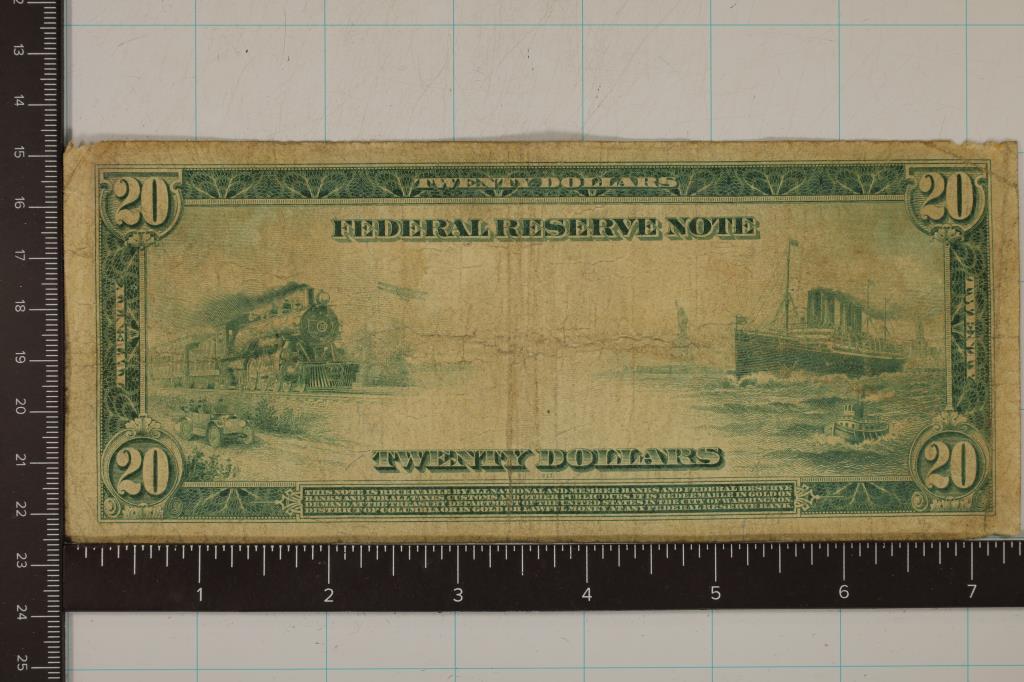 20 TWENTY DOLLARS 20
FEDERAL RESERVE NOTE
TWENTY
TWENTY
TWENTY DOLLARS
20 20
THIS NOTE IS RECEIVABLE BY ALL NATIONAL AND MEMBER BANKS AND FEDERAL RESERVE
BANKS AND FOR ALL TAXES, CUSTOMS AND OTHER PUBLIC DUES. IT IS REDEEMABLE IN GOLD ON
DEMAND AT THE TREASURY DEPARTMENT OF THE UNITED STATES IN THE CITY OF WASHINGTON,
DISTRICT OF COLUMBIA OR IN GOLD OR LAWFUL MONEY AT ANY FEDERAL RESERVE BANK.
1 2 3 4 5 6 7
12
13
14
15
16
17
18
19
20
21
22
23
24
25